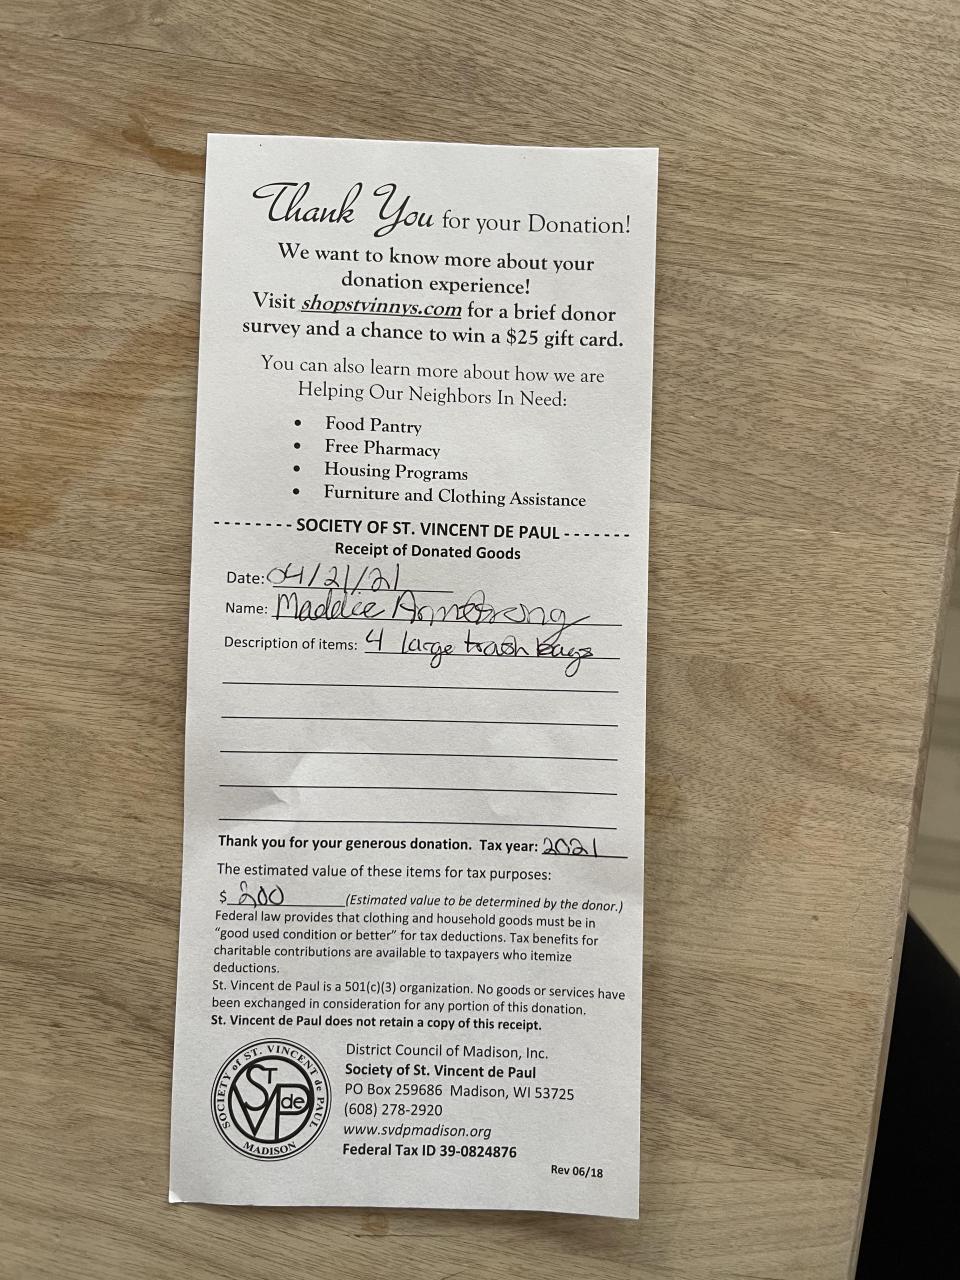 Thank You for your Donation!
We want to know more about your
donation experience!
Visit shopstvinnys.com for a brief donor
survey and a chance to win a $25 gift card.
You can also learn more about how we are
Helping Our Neighbors In Need:
• Food Pantry
• Free Pharmacy
• Housing Programs
• Furniture and Clothing Assistance
-------- SOCIETY OF ST. VINCENT DE PAUL -------
Receipt of Donated Goods
Date: 04/21/21
Name: Maddie Armstrong
Description of items: 4 large trash bags
Thank you for your generous donation. Tax year: 2021
The estimated value of these items for tax purposes:
$ 200 (Estimated value to be determined by the donor.)
Federal law provides that clothing and household goods must be in
"good used condition or better" for tax deductions. Tax benefits for
charitable contributions are available to taxpayers who itemize
deductions.
St. Vincent de Paul is a 501(c)(3) organization. No goods or services have
been exchanged in consideration for any portion of this donation.
St. Vincent de Paul does not retain a copy of this receipt.
SOCIETY of ST. VINCENT de PAUL
MADISON
ST
V de P
District Council of Madison, Inc.
Society of St. Vincent de Paul
PO Box 259686 Madison, WI 53725
(608) 278-2920
www.svdpmadison.org
Federal Tax ID 39-0824876
Rev 06/18